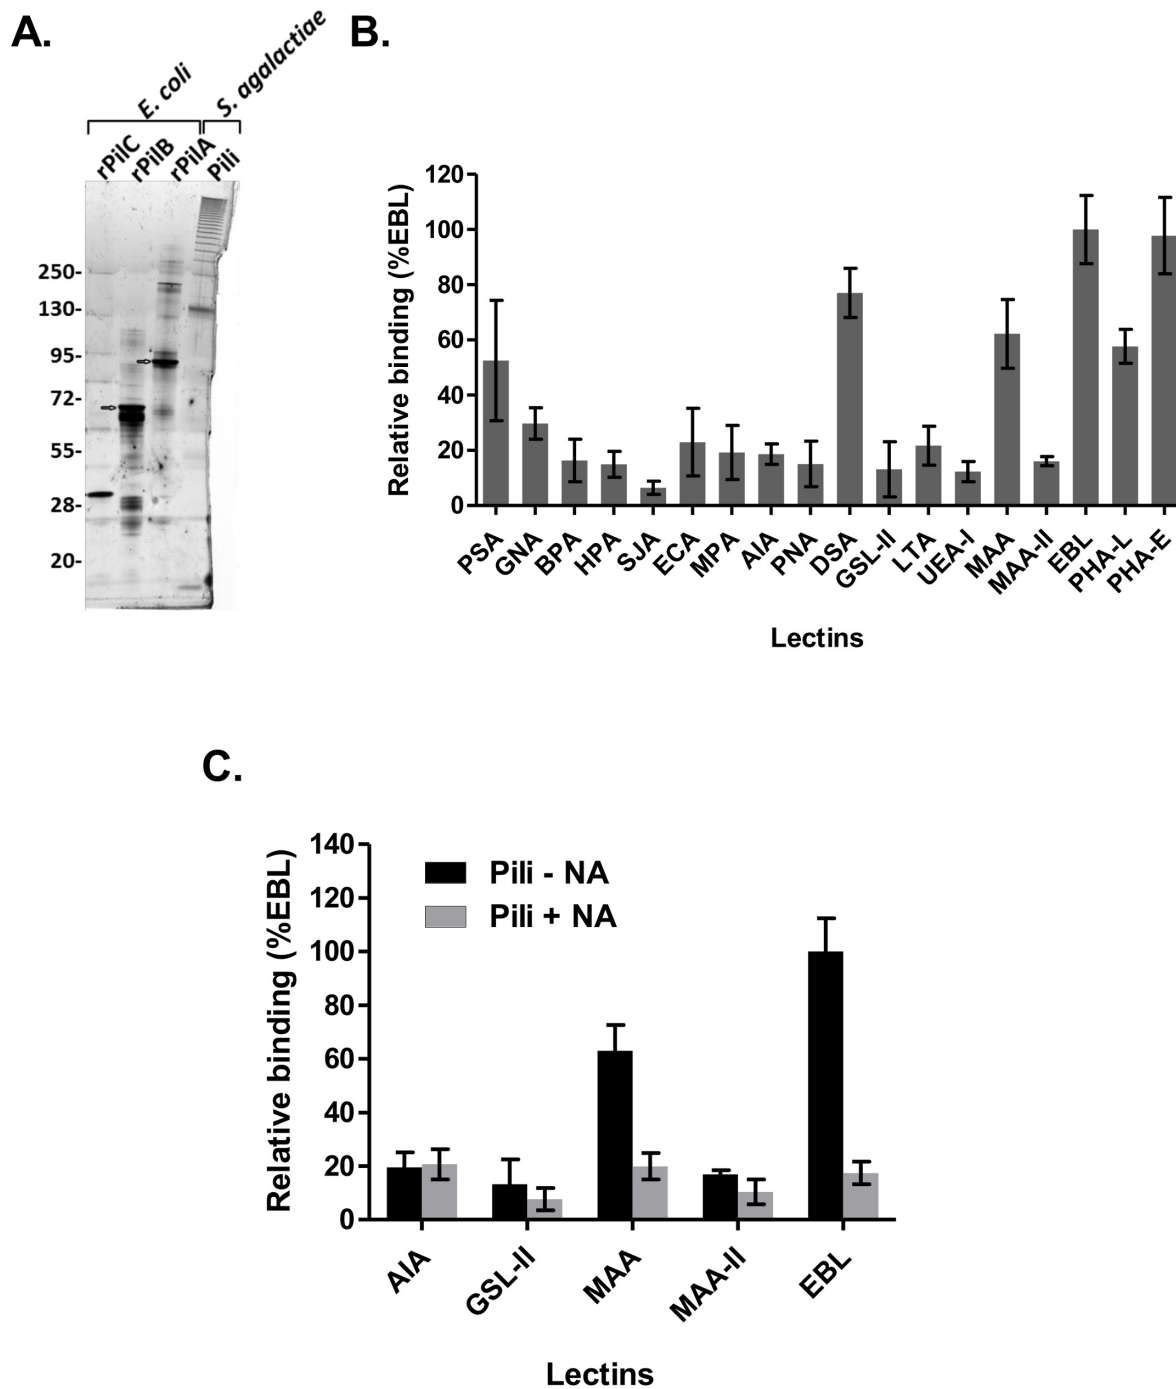 A.
E. coli
S. agalactiae
rPilC
rPilB
rPilA
Pili
250-
130-
95-
72-
55-
28-
20-
B.
Relative binding (%EBL)
120
100
80
60
40
20
0
PSA
GNA
BPA
HPA
SJA
ECA
MPA
AIA
PNA
DSA
GSL-II
LTA
UEA-I
MAA
MAA-II
EBL
PHA-L
PHA-E
Lectins
C.
Relative binding (%EBL)
140
120
100
80
60
40
20
0
Pili - NA
Pili + NA
AIA
GSL-II
MAA
MAA-II
EBL
Lectins